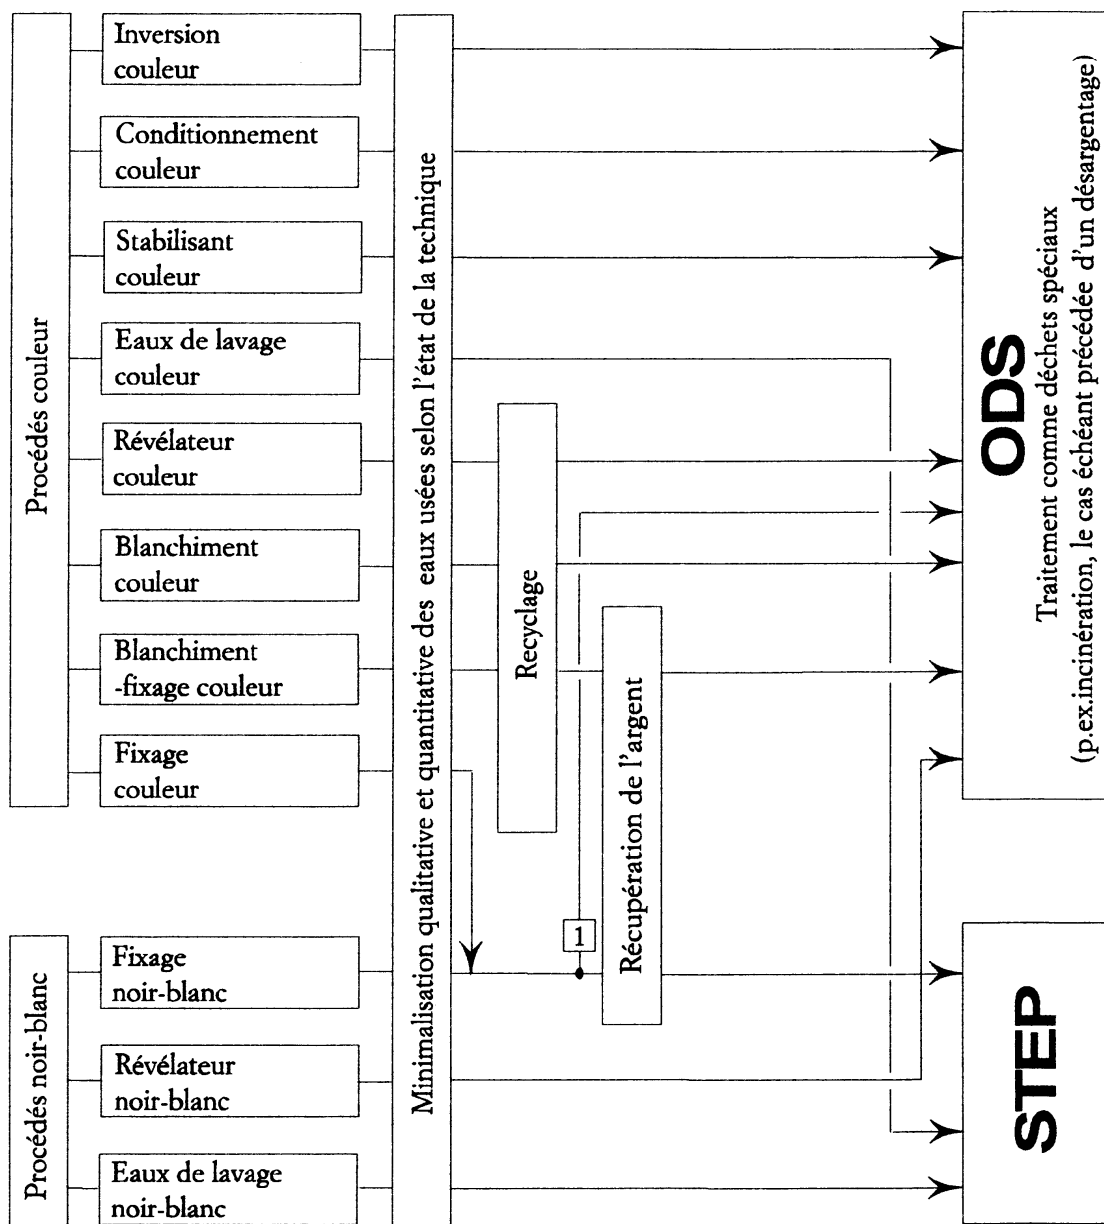 Procédés couleur
Inversion
couleur
Conditionnement
couleur
Stabilisant
couleur
Eaux de lavage
couleur
Révélateur
couleur
Blanchiment
couleur
Blanchiment
-fixage couleur
Fixage
couleur
Procédés noir-blanc
Fixage
noir-blanc
Révélateur
noir-blanc
Eaux de lavage
noir-blanc
Minimalisation qualitative et quantitative des eaux usées selon l'état de la technique
Recyclage
1
Récupération de l'argent
ODS
Traitement comme déchets spéciaux
(p.ex.incinération, le cas échéant précédée d'un désargentage)
STEP